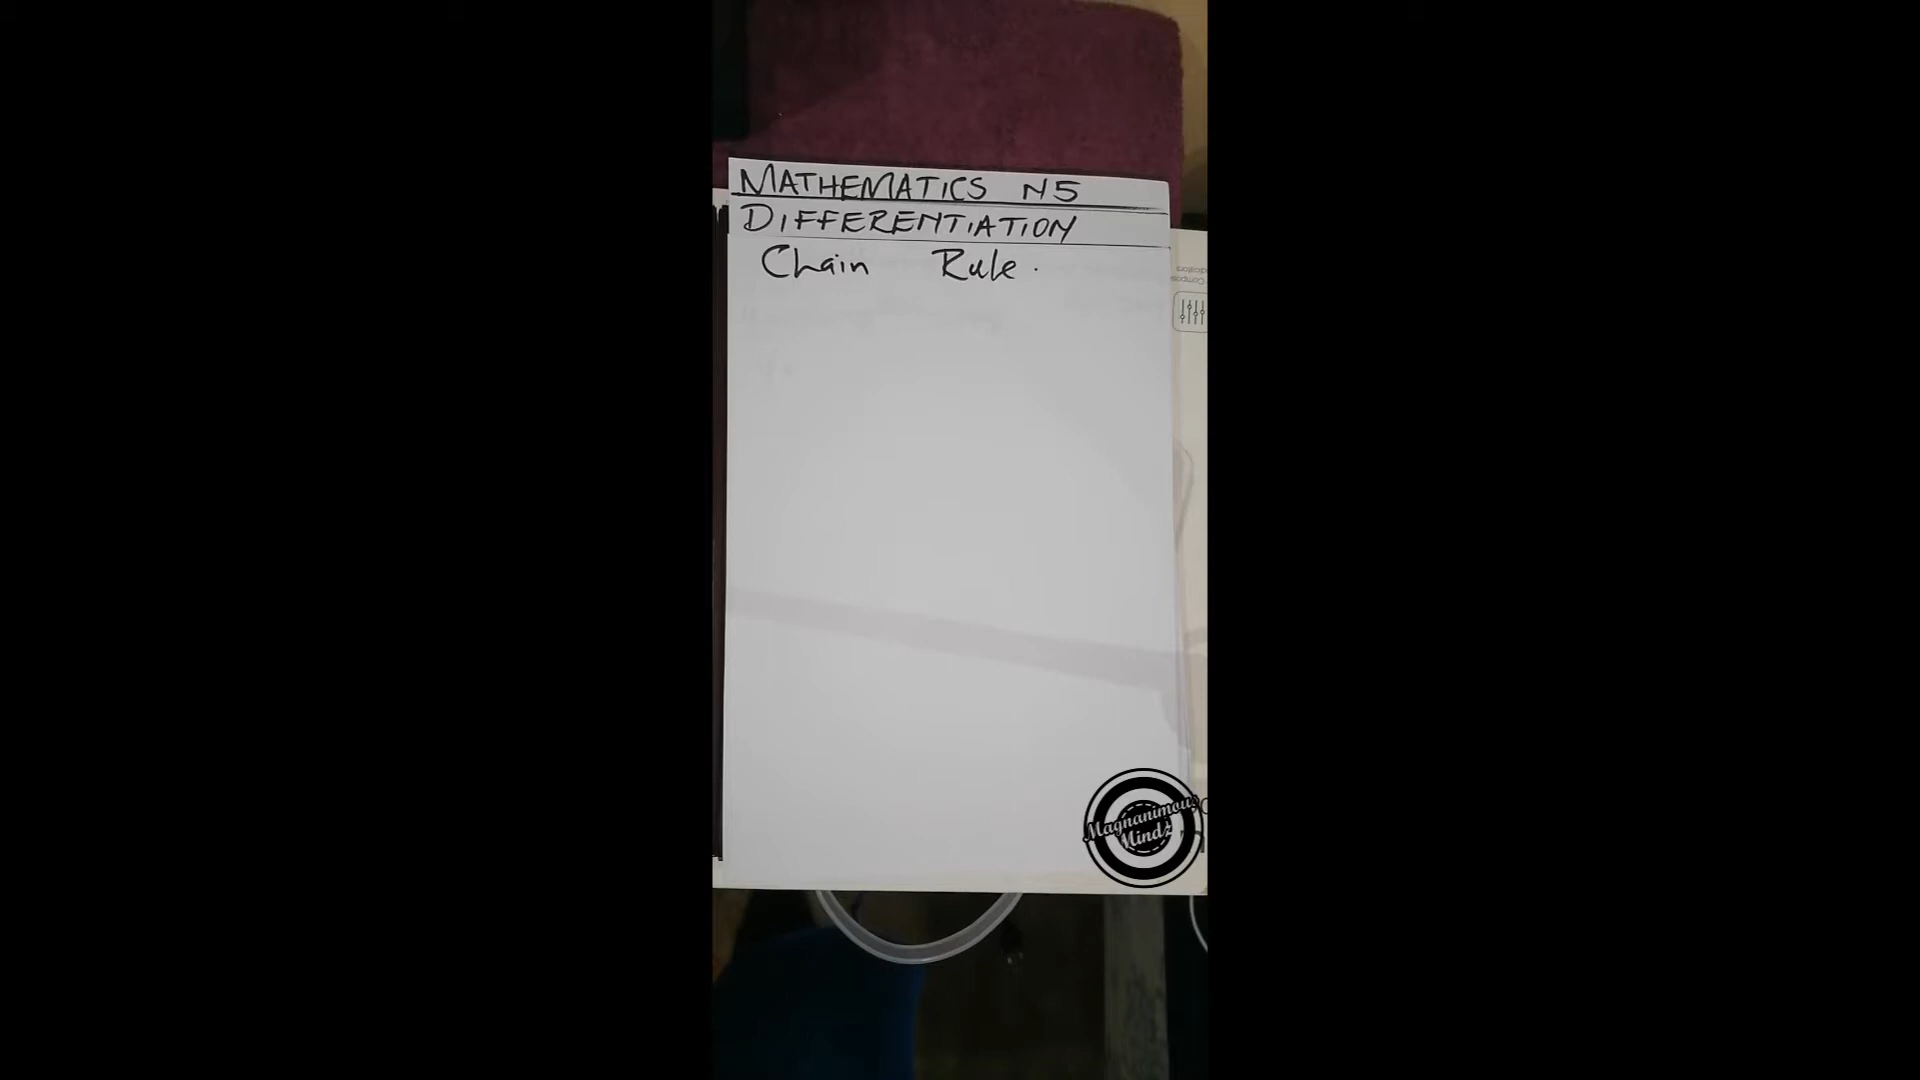 MATHEMATICS N5
DIFFERENTIATION
Chain Rule.
Magnanimous
Mindz